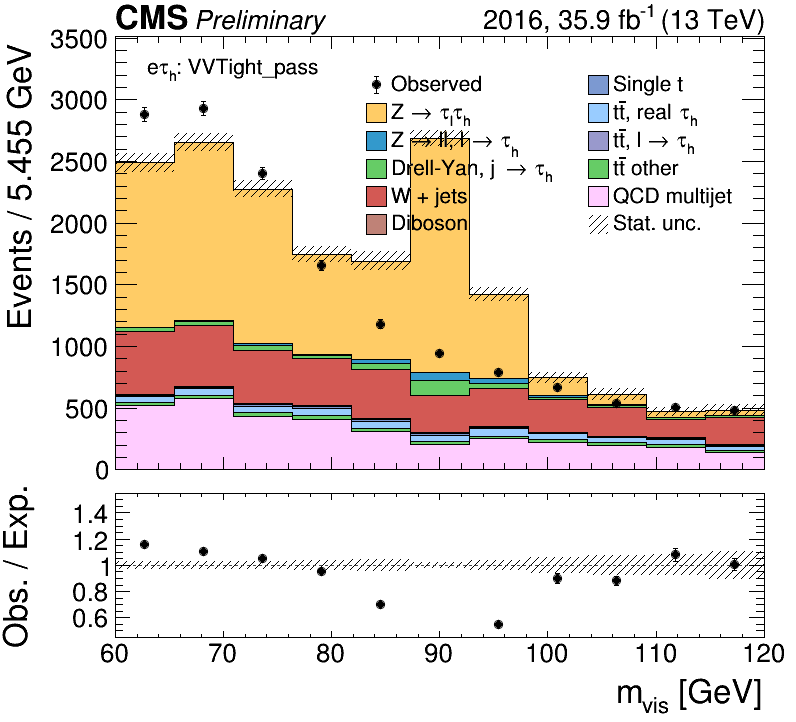 CMS Preliminary 2016, 35.9 fb⁻¹ (13 TeV)
eτₕ: VVTight_pass
Observed
Z → τₗτₕ
Z → ll, l → τₕ
Drell-Yan, j → τₕ
W + jets
Diboson
Single t
tt̄, real τₕ
tt̄, l → τₕ
tt̄ other
QCD multijet
Stat. unc.
Events / 5.455 GeV
3500
3000
2500
2000
1500
1000
500
0
Obs. / Exp.
1.4
1.2
1
0.8
0.6
60 70 80 90 100 110 120
m_vis [GeV]